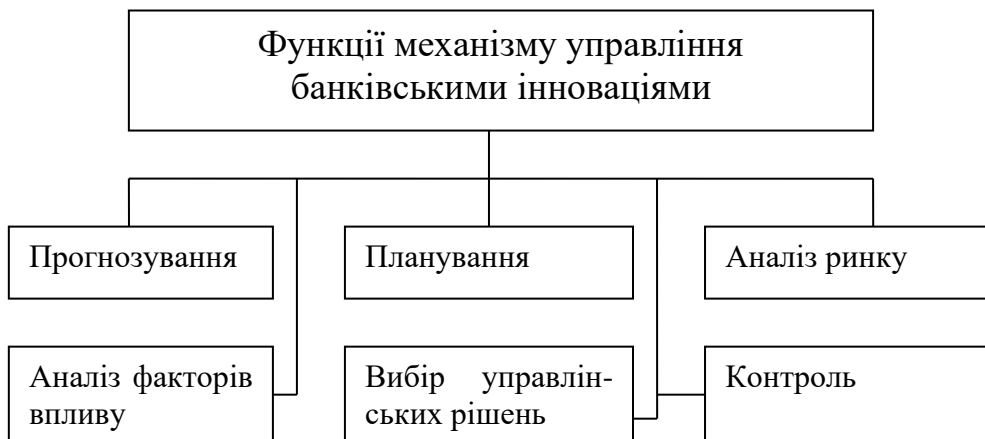 Функції механізму управління
банківськими інноваціями
Прогнозування
Планування
Аналіз ринку
Аналіз факторів
впливу
Вибір управлін-
ських рішень
Контроль